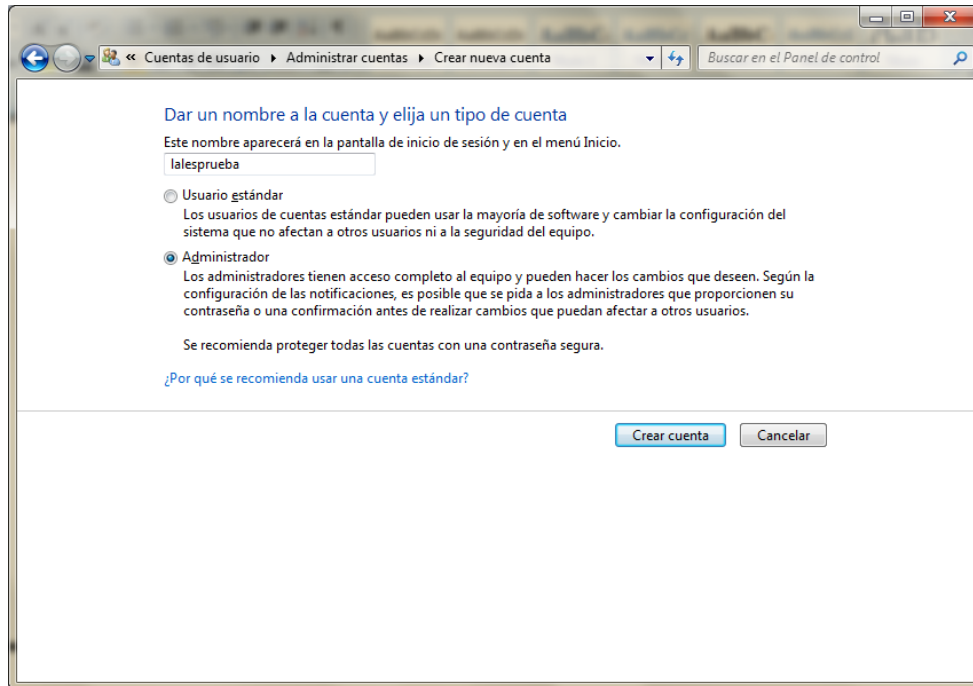 « Cuentas de usuario ▸ Administrar cuentas ▸ Crear nueva cuenta
Buscar en el Panel de control
Dar un nombre a la cuenta y elija un tipo de cuenta
Este nombre aparecerá en la pantalla de inicio de sesión y en el menú Inicio.
lalesprueba
Usuario estándar
Los usuarios de cuentas estándar pueden usar la mayoría de software y cambiar la configuración del
sistema que no afectan a otros usuarios ni a la seguridad del equipo.
Administrador
Los administradores tienen acceso completo al equipo y pueden hacer los cambios que deseen. Según la
configuración de las notificaciones, es posible que se pida a los administradores que proporcionen su
contraseña o una confirmación antes de realizar cambios que puedan afectar a otros usuarios.
Se recomienda proteger todas las cuentas con una contraseña segura.
¿Por qué se recomienda usar una cuenta estándar?
Crear cuenta
Cancelar